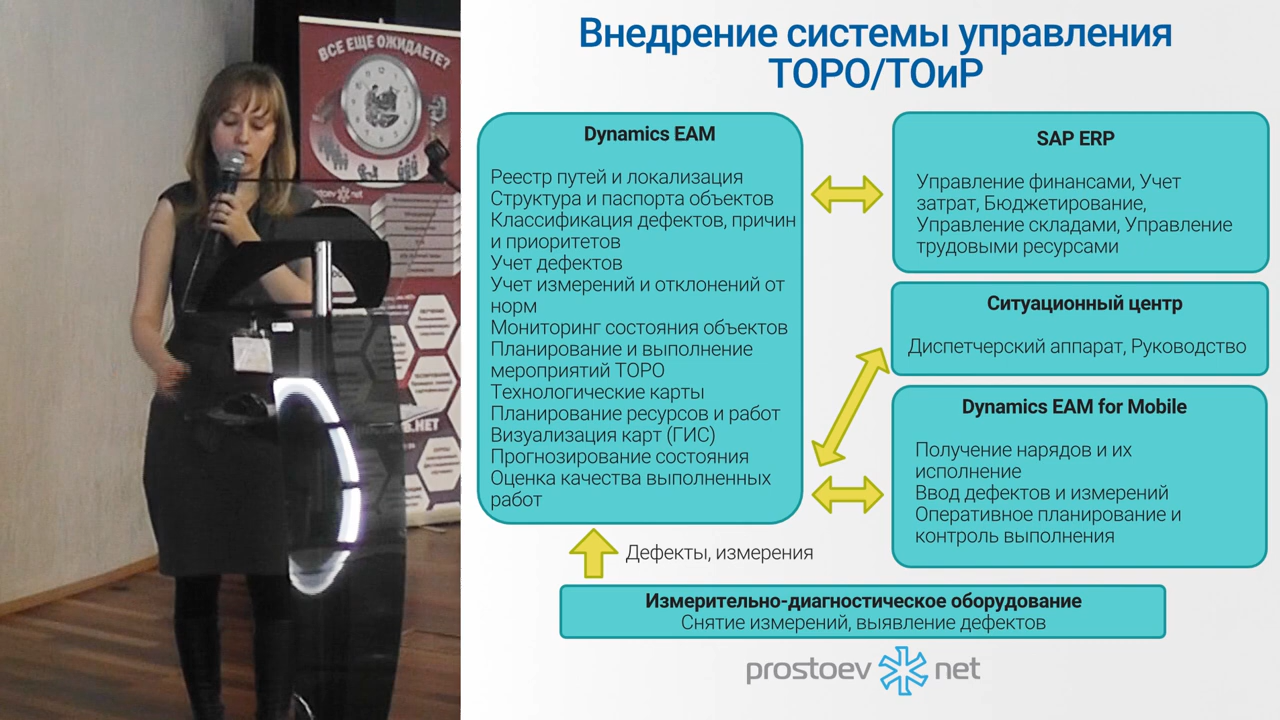 ВСЕ ЕЩЕ ОЖИДАЕТЕ?
Внедрение системы управления
ТОРО/ТОиР
Dynamics EAM
Реестр путей и локализация
Структура и паспорта объектов
Классификация дефектов, причин
и приоритетов
Учет дефектов
Учет измерений и отклонений от
норм
Мониторинг состояния объектов
Планирование и выполнение
мероприятий ТОРО
Технологические карты
Планирование ресурсов и работ
Визуализация карт (ГИС)
Прогнозирование состояния
Оценка качества выполненных
работ
SAP ERP
Управление финансами, Учет
затрат, Бюджетирование,
Управление складами, Управление
трудовыми ресурсами
Ситуационный центр
Диспетчерский аппарат, Руководство
Dynamics EAM for Mobile
Получение нарядов и их
исполнение
Ввод дефектов и измерений
Оперативное планирование и
контроль выполнения
Дефекты, измерения
Измерительно-диагностическое оборудование
Снятие измерений, выявление дефектов
prostoev net